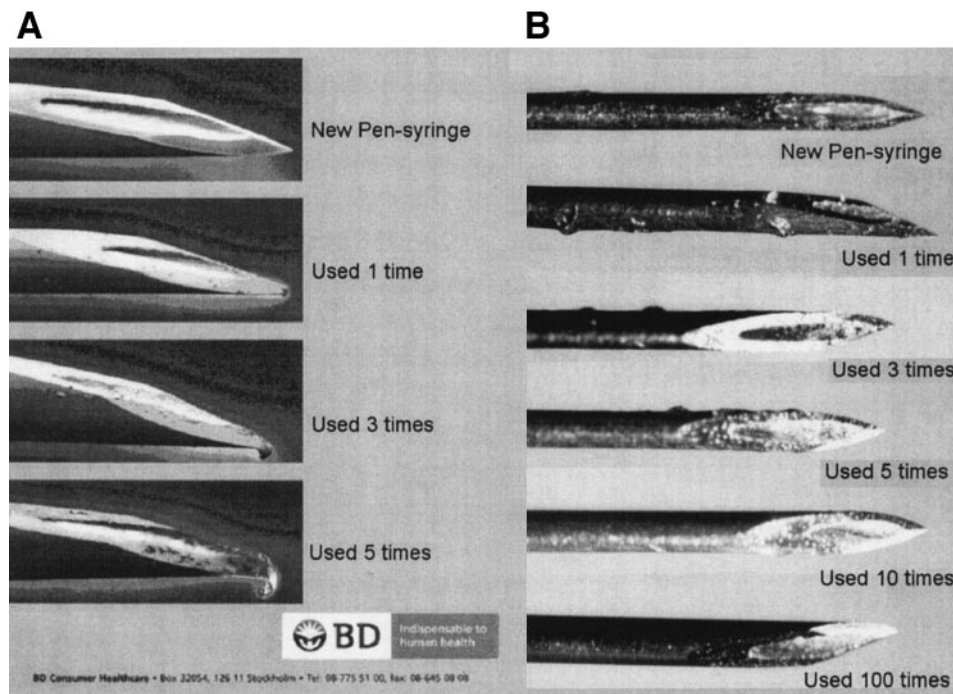 A
New Pen-syringe
Used 1 time
Used 3 times
Used 5 times
BD
Indispensable to
human health
BD Consumer Healthcare • Box 32054, 126 11 Stockholm • Tel: 08-775 51 00, fax: 08-645 08 08
B
New Pen-syringe
Used 1 time
Used 3 times
Used 5 times
Used 10 times
Used 100 times